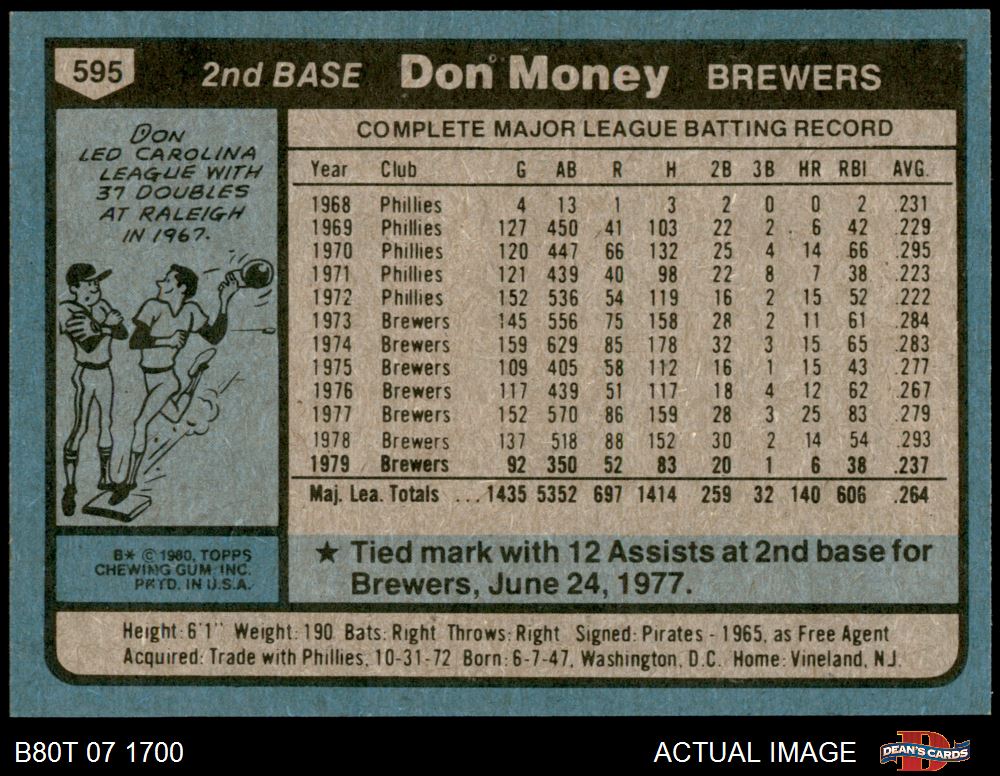 595 2nd BASE Don Money BREWERS
DON
LED CAROLINA
LEAGUE WITH
37 DOUBLES
AT RALEIGH
IN 1967.
COMPLETE MAJOR LEAGUE BATTING RECORD
Year Club G AB R H 2B 3B HR RBI AVG.
1968 Phillies 4 13 1 3 2 0 0 2 .231
1969 Phillies 127 450 41 103 22 2 6 42 .229
1970 Phillies 120 447 66 132 25 4 14 66 .295
1971 Phillies 121 439 40 98 22 8 7 38 .223
1972 Phillies 152 536 54 119 16 2 15 52 .222
1973 Brewers 145 556 75 158 28 2 11 61 .284
1974 Brewers 159 629 85 178 32 3 15 65 .283
1975 Brewers 109 405 58 112 16 1 15 43 .277
1976 Brewers 117 439 51 117 18 4 12 62 .267
1977 Brewers 152 570 86 159 28 3 25 83 .279
1978 Brewers 137 518 88 152 30 2 14 54 .293
1979 Brewers 92 350 52 83 20 1 6 38 .237
Maj. Lea. Totals ... 1435 5352 697 1414 259 32 140 606 .264
B* © 1980, TOPPS
CHEWING GUM, INC.
PRTD. IN U.S.A.
★ Tied mark with 12 Assists at 2nd base for
Brewers, June 24, 1977.
Height: 6'1" Weight: 190 Bats: Right Throws: Right Signed: Pirates - 1965, as Free Agent
Acquired: Trade with Phillies, 10-31-72 Born: 6-7-47, Washington, D.C. Home: Vineland, N.J.
B80T 07 1700 ACTUAL IMAGE DEAN'S CARDS